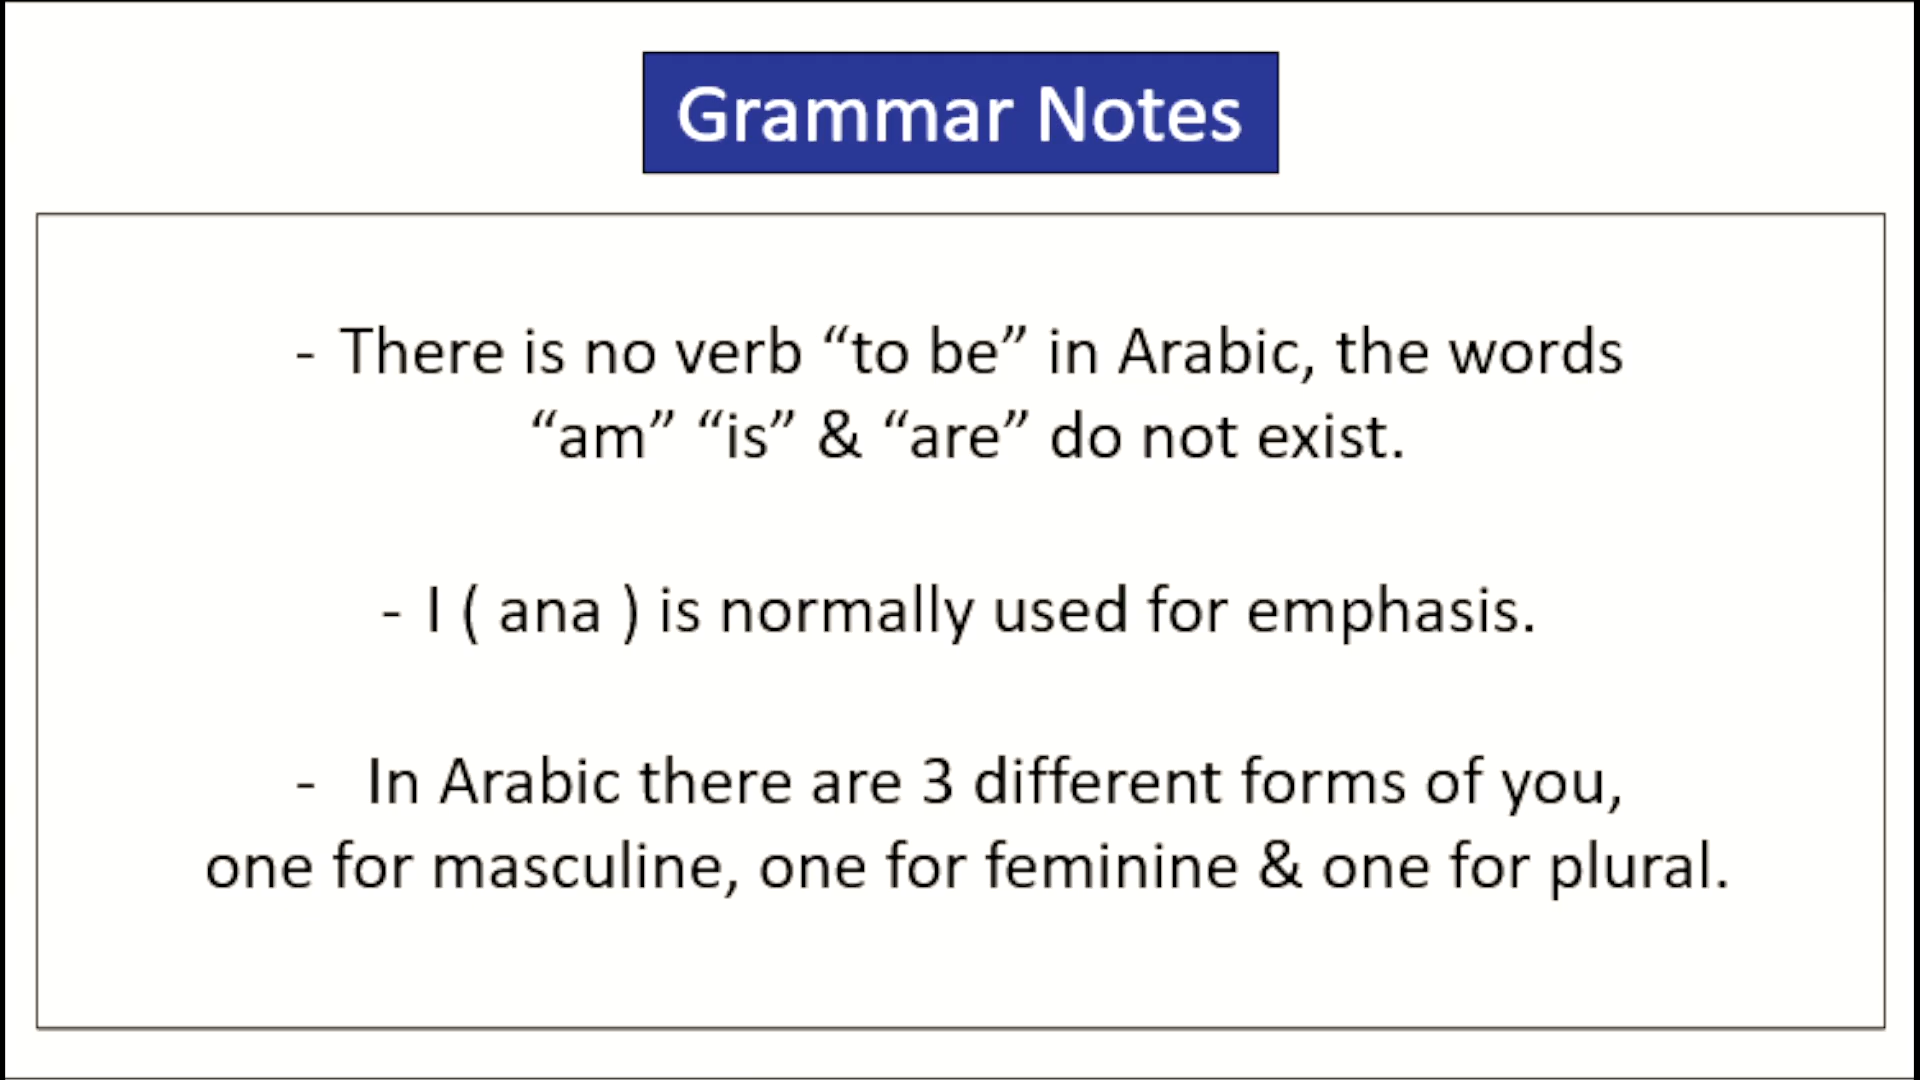 Grammar Notes
- There is no verb “to be” in Arabic, the words
“am” “is” & “are” do not exist.
- I ( ana ) is normally used for emphasis.
- In Arabic there are 3 different forms of you,
one for masculine, one for feminine & one for plural.